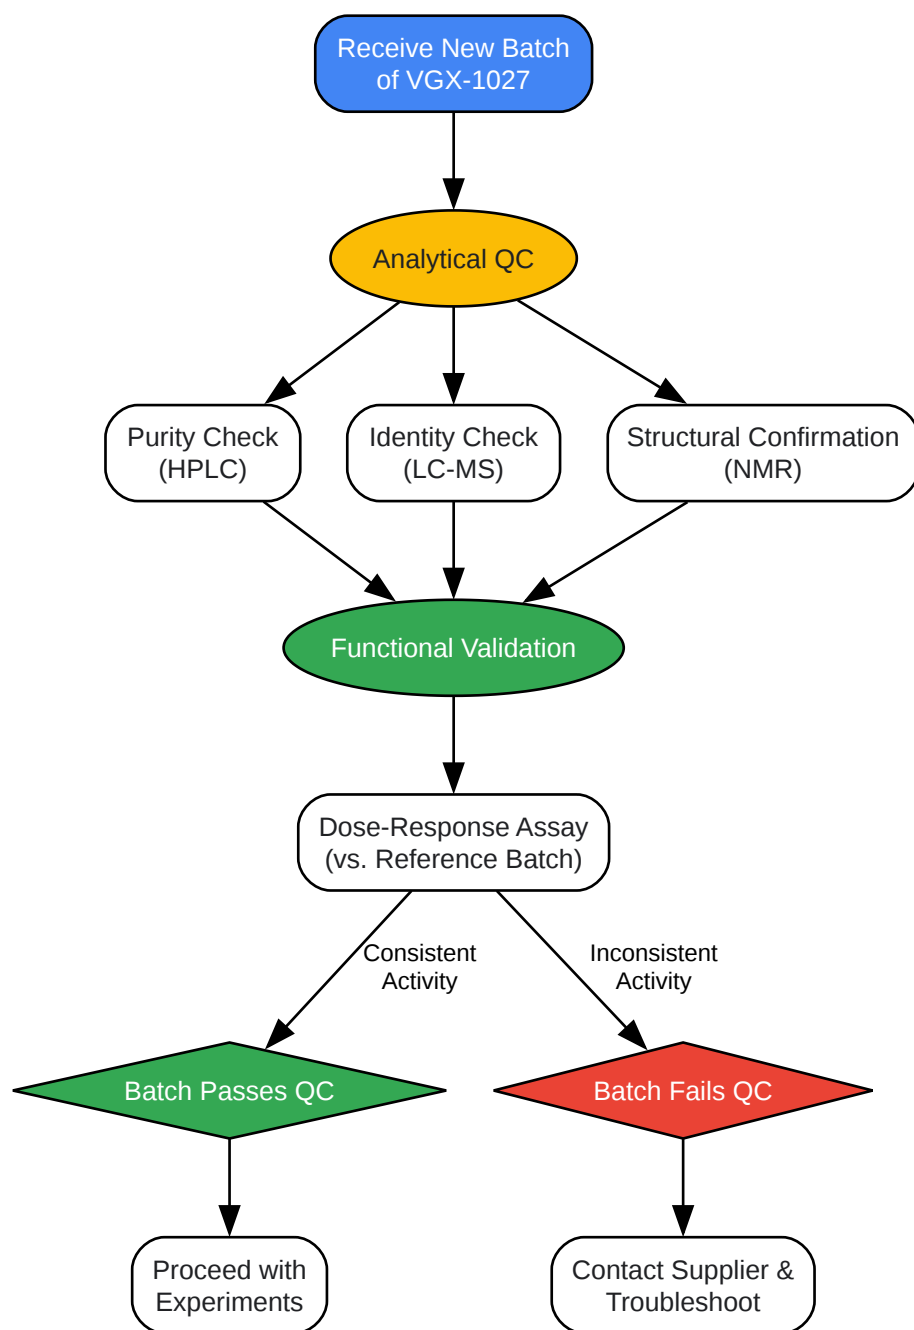 Receive New Batch
of VGX-1027
Analytical QC
Purity Check
(HPLC)
Identity Check
(LC-MS)
Structural Confirmation
(NMR)
Functional Validation
Dose-Response Assay
(vs. Reference Batch)
Consistent
Activity
Inconsistent
Activity
Batch Passes QC
Batch Fails QC
Proceed with
Experiments
Contact Supplier &
Troubleshoot